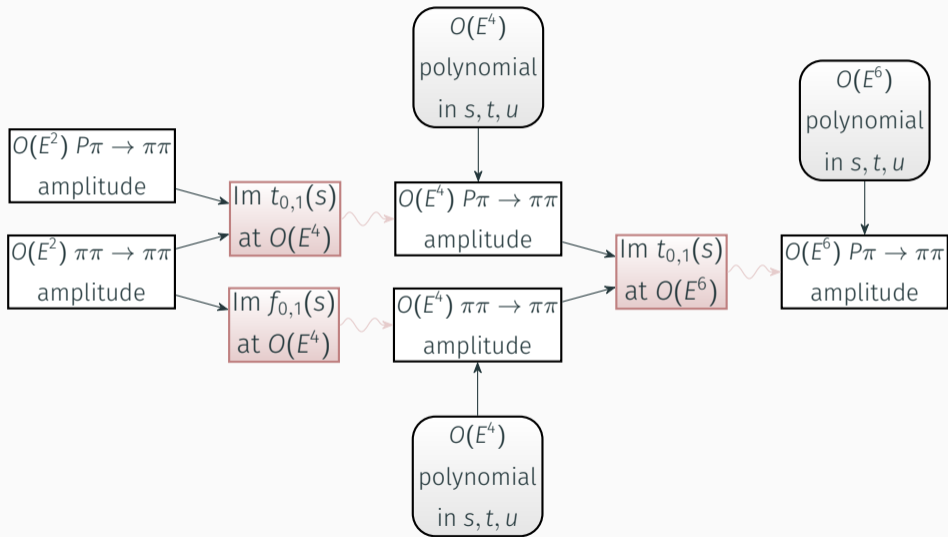 O(E⁴)
polynomial
in s, t, u
O(E⁶)
polynomial
in s, t, u
O(E²) Pπ → ππ
amplitude
Im t₀,₁(s)
at O(E⁴)
O(E⁴) Pπ → ππ
amplitude
O(E²) ππ → ππ
amplitude
Im t₀,₁(s)
at O(E⁶)
O(E⁶) Pπ → ππ
amplitude
Im f₀,₁(s)
at O(E⁴)
O(E⁴) ππ → ππ
amplitude
O(E⁴)
polynomial
in s, t, u